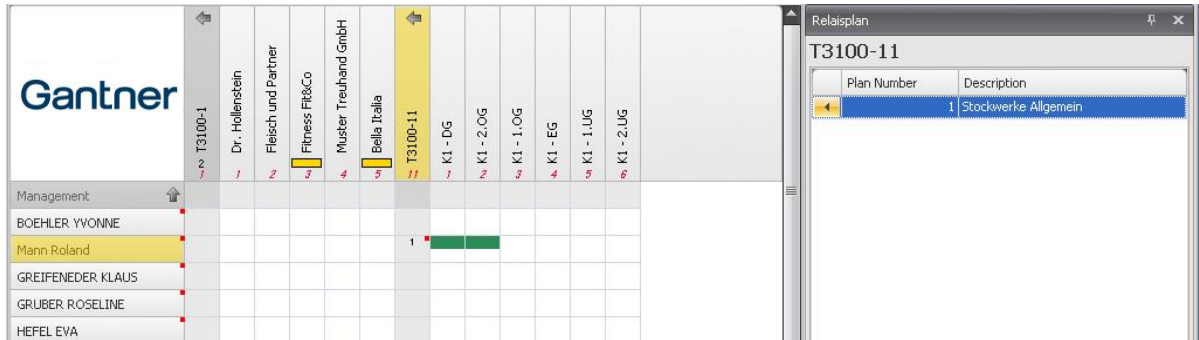 Gantner
T3100-1
Dr. Hollenstein
Fleisch und Partner
Fitness Fit&Co
Muster Treuhand GmbH
Bella Italia
T3100-11
K1 - DG
K1 - 2.OG
K1 - 1.OG
K1 - EG
K1 - 1.UG
K1 - 2.UG
2
1 1 2 3 4 5 11 1 2 3 4 5 6
Management
BOEHLER YVONNE
Mann Roland 1
GREIFENEDER KLAUS
GRUBER ROSELINE
HEFEL EVA
Relaisplan
T3100-11
Plan Number Description
1 Stockwerke Allgemein